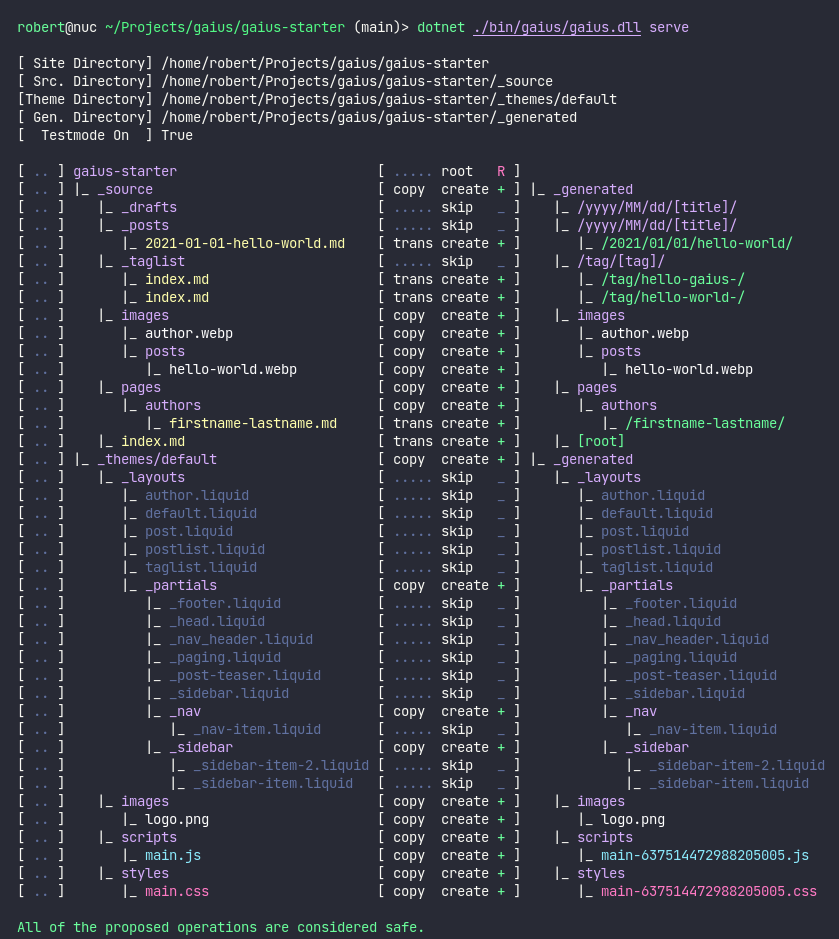 robert@nuc ~/Projects/gaius/gaius-starter (main)> dotnet ./bin/gaius/gaius.dll serve

[ Site Directory] /home/robert/Projects/gaius/gaius-starter
[ Src. Directory] /home/robert/Projects/gaius/gaius-starter/_source
[Theme Directory] /home/robert/Projects/gaius/gaius-starter/_themes/default
[ Gen. Directory] /home/robert/Projects/gaius/gaius-starter/_generated
[  Testmode On  ] True

[ .. ] gaius-starter                         [ ..... root   R ]
[ .. ] |_ _source                            [ copy  create + ] |_ _generated
[ .. ]    |_ _drafts                         [ ..... skip   _ ]    |_ /yyyy/MM/dd/[title]/
[ .. ]    |_ _posts                          [ ..... skip   _ ]    |_ /yyyy/MM/dd/[title]/
[ .. ]       |_ 2021-01-01-hello-world.md    [ trans create + ]       |_ /2021/01/01/hello-world/
[ .. ]    |_ _taglist                        [ ..... skip   _ ]    |_ /tag/[tag]/
[ .. ]       |_ index.md                     [ trans create + ]       |_ /tag/hello-gaius-/
[ .. ]       |_ index.md                     [ trans create + ]       |_ /tag/hello-world-/
[ .. ]    |_ images                          [ copy  create + ]    |_ images
[ .. ]       |_ author.webp                  [ copy  create + ]       |_ author.webp
[ .. ]       |_ posts                        [ copy  create + ]       |_ posts
[ .. ]          |_ hello-world.webp          [ copy  create + ]          |_ hello-world.webp
[ .. ]    |_ pages                           [ copy  create + ]    |_ pages
[ .. ]       |_ authors                      [ copy  create + ]       |_ authors
[ .. ]          |_ firstname-lastname.md     [ trans create + ]          |_ /firstname-lastname/
[ .. ]    |_ index.md                        [ trans create + ]    |_ [root]
[ .. ] |_ _themes/default                    [ copy  create + ] |_ _generated
[ .. ]    |_ _layouts                        [ ..... skip   _ ]    |_ _layouts
[ .. ]       |_ author.liquid                [ ..... skip   _ ]       |_ author.liquid
[ .. ]       |_ default.liquid               [ ..... skip   _ ]       |_ default.liquid
[ .. ]       |_ post.liquid                  [ ..... skip   _ ]       |_ post.liquid
[ .. ]       |_ postlist.liquid              [ ..... skip   _ ]       |_ postlist.liquid
[ .. ]       |_ taglist.liquid               [ ..... skip   _ ]       |_ taglist.liquid
[ .. ]       |_ _partials                    [ copy  create + ]       |_ _partials
[ .. ]          |_ _footer.liquid            [ ..... skip   _ ]          |_ _footer.liquid
[ .. ]          |_ _head.liquid              [ ..... skip   _ ]          |_ _head.liquid
[ .. ]          |_ _nav_header.liquid        [ ..... skip   _ ]          |_ _nav_header.liquid
[ .. ]          |_ _paging.liquid            [ ..... skip   _ ]          |_ _paging.liquid
[ .. ]          |_ _post-teaser.liquid       [ ..... skip   _ ]          |_ _post-teaser.liquid
[ .. ]          |_ _sidebar.liquid           [ ..... skip   _ ]          |_ _sidebar.liquid
[ .. ]          |_ _nav                      [ copy  create + ]          |_ _nav
[ .. ]             |_ _nav-item.liquid       [ ..... skip   _ ]             |_ _nav-item.liquid
[ .. ]          |_ _sidebar                  [ copy  create + ]          |_ _sidebar
[ .. ]             |_ _sidebar-item-2.liquid [ ..... skip   _ ]             |_ _sidebar-item-2.liquid
[ .. ]             |_ _sidebar-item.liquid   [ ..... skip   _ ]             |_ _sidebar-item.liquid
[ .. ]    |_ images                          [ copy  create + ]    |_ images
[ .. ]       |_ logo.png                     [ copy  create + ]       |_ logo.png
[ .. ]    |_ scripts                         [ copy  create + ]    |_ scripts
[ .. ]       |_ main.js                      [ copy  create + ]       |_ main-637514472988205005.js
[ .. ]    |_ styles                          [ copy  create + ]    |_ styles
[ .. ]       |_ main.css                     [ copy  create + ]       |_ main-637514472988205005.css

All of the proposed operations are considered safe.